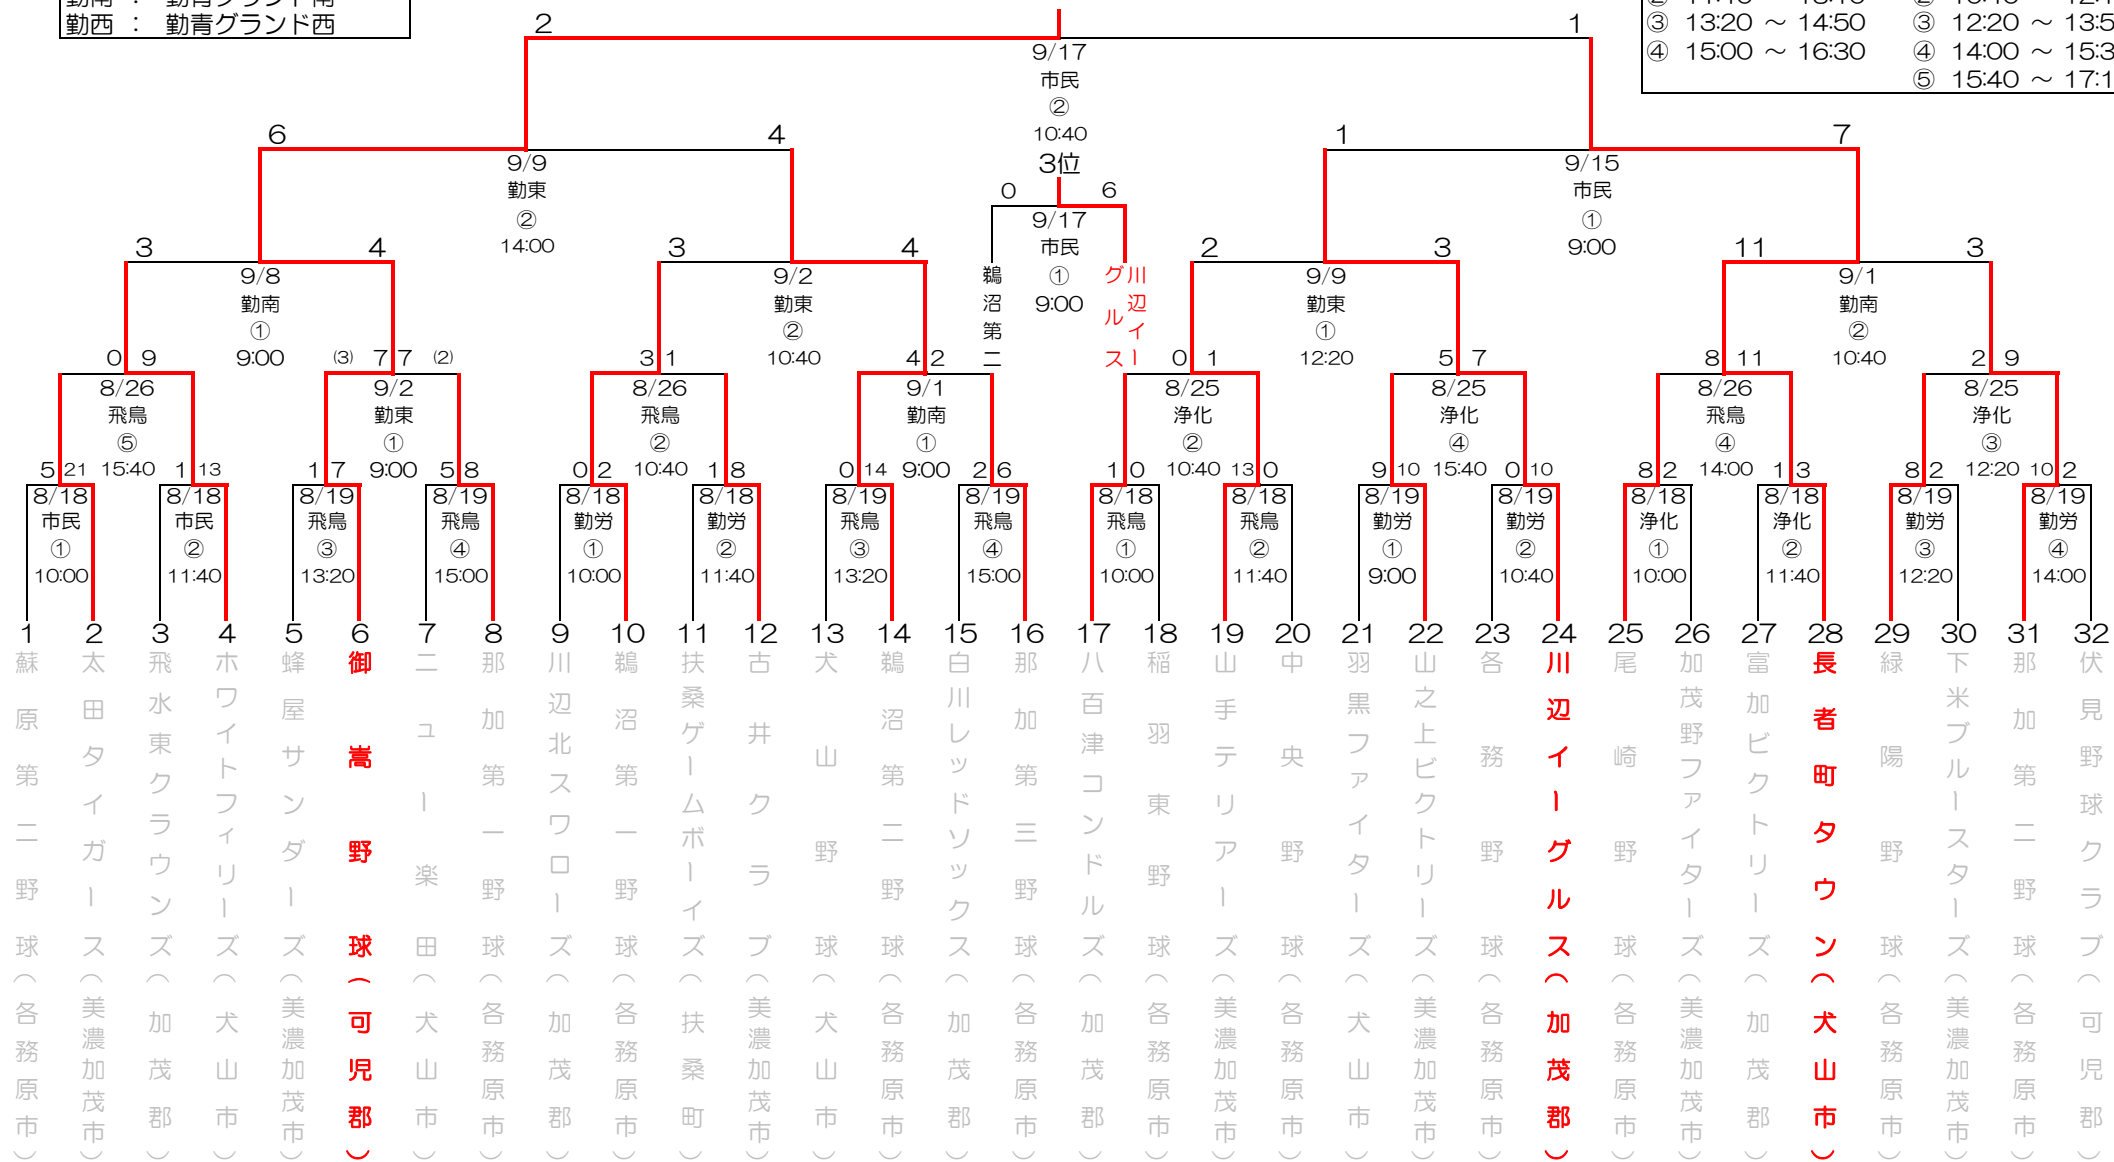 勤南 : 勤青グランド南
勤西 : 勤青グランド西
② 11:40 ～ 13:10 ② 10:40 ～ 12:1
③ 13:20 ～ 14:50 ③ 12:20 ～ 13:5
④ 15:00 ～ 16:30 ④ 14:00 ～ 15:3
⑤ 15:40 ～ 17:1
2 1
9/17
市民
②
10:40
6 4 1 7
9/9
勤東
②
14:00
9/15
市民
①
9:00
3位
0 6
9/17
市民
①
9:00
鵜沼第二
川辺イーグルス
3 4 3 4 2 3 11 3
9/8
勤南
①
9:00
9/2
勤東
②
10:40
9/9
勤東
①
12:20
9/1
勤南
②
10:40
0 9 (3) 7 7 (2) 3 1 4 2 0 1 5 7 8 11 2 9
8/26
飛鳥
⑤
15:40
9/2
勤東
①
9:00
8/26
飛鳥
②
10:40
9/1
勤南
①
9:00
8/25
浄化
②
10:40
8/25
浄化
④
15:40
8/26
飛鳥
④
14:00
8/25
浄化
③
12:20
5 21 1 13 1 7 5 8 0 2 1 8 0 14 2 6 1 0 13 0 9 10 0 10 8 2 1 3 8 2 10 2
8/18 8/18 8/19 8/19 8/18 8/18 8/19 8/19 8/18 8/18 8/19 8/19 8/18 8/18 8/19 8/19
市民 市民 飛鳥 飛鳥 勤労 勤労 飛鳥 飛鳥 飛鳥 飛鳥 勤労 勤労 浄化 浄化 勤労 勤労
① ② ③ ④ ① ② ③ ④ ① ② ① ② ① ② ③ ④
10:00 11:40 13:20 15:00 10:00 11:40 13:20 15:00 10:00 11:40 9:00 10:40 10:00 11:40 12:20 14:00
1 2 3 4 5 6 7 8 9 10 11 12 13 14 15 16 17 18 19 20 21 22 23 24 25 26 27 28 29 30 31 32
蘇原第二野球(各務原市)
太田タイガース(美濃加茂市)
飛水東クラウンズ(加茂郡)
ホワイトフィリーズ(犬山市)
蜂屋サンダーズ(美濃加茂市)
御嵩野球(可児郡)
ニュー楽田(犬山市)
那加第一野球(各務原市)
川辺北スワローズ(加茂郡)
鵜沼第一野球(各務原市)
扶桑ゲームボーイズ(扶桑町)
古井クラブ(美濃加茂市)
犬山野球(犬山市)
鵜沼第二野球(各務原市)
白川レッドソックス(加茂郡)
那加第三野球(各務原市)
八百津コンドルズ(加茂郡)
稲羽東野球(各務原市)
山手テリアーズ(美濃加茂市)
中央野球(各務原市)
羽黒ファイターズ(犬山市)
山之上ビクトリーズ(美濃加茂市)
各務野球(各務原市)
川辺イーグルス(加茂郡)
尾崎野球(各務原市)
加茂野ファイターズ(美濃加茂市)
富加ビクトリーズ(加茂郡)
長者町タウン(犬山市)
緑陽野球(各務原市)
下米ブルースターズ(美濃加茂市)
那加第二野球(各務原市)
伏見野球クラブ(可児郡)